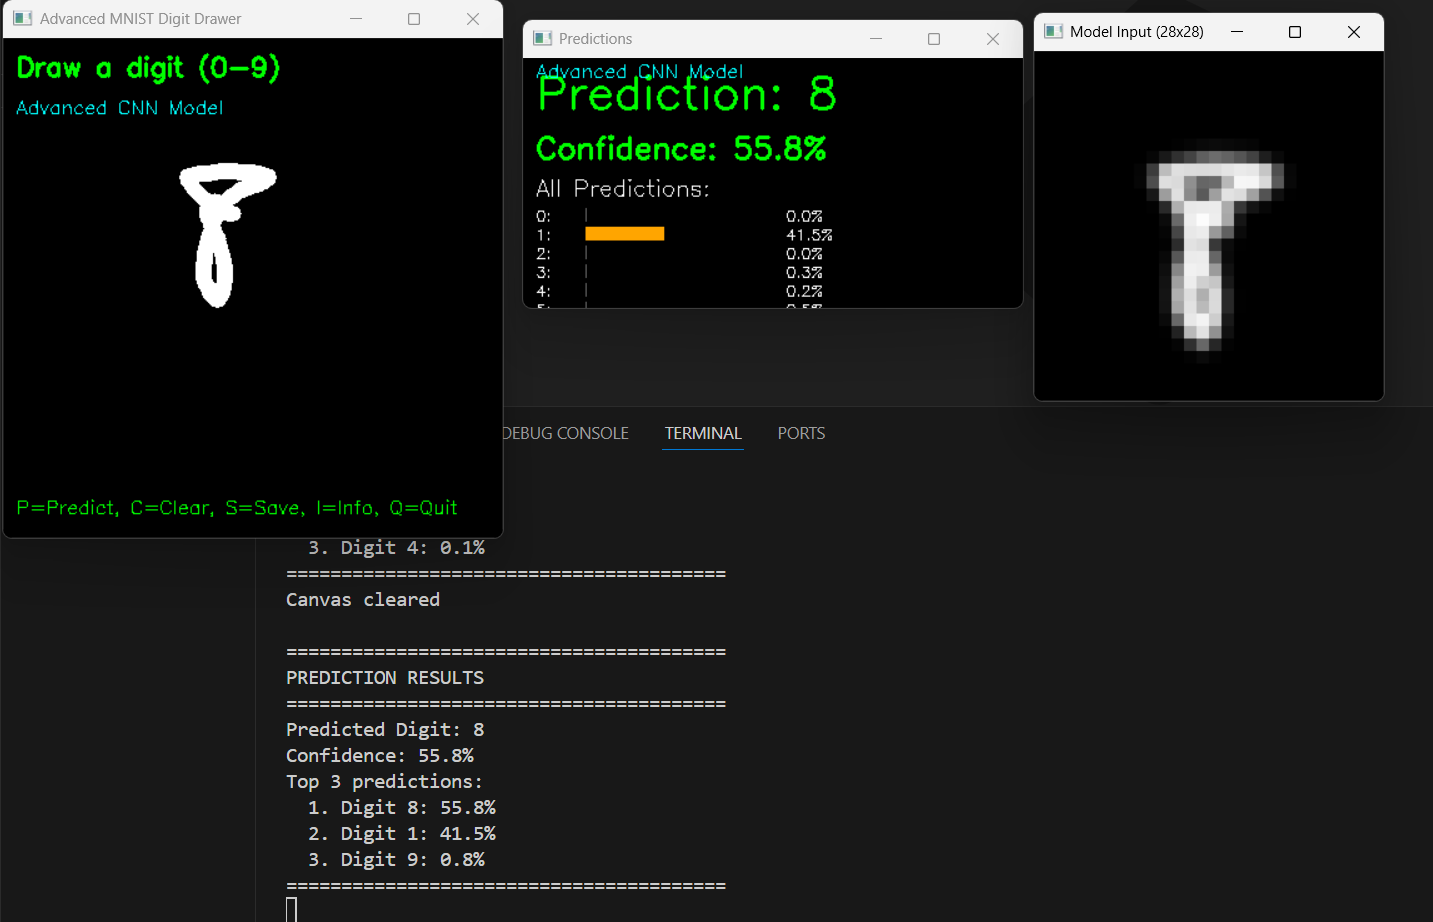 Advanced MNIST Digit Drawer
Draw a digit (0-9)
Advanced CNN Model
P=Predict, C=Clear, S=Save, I=Info, Q=Quit
Predictions
Advanced CNN Model
Prediction: 8
Confidence: 55.8%
All Predictions:
0: 0.0%
1: 41.5%
2: 0.0%
3: 0.3%
4: 0.2%
Model Input (28x28)
DEBUG CONSOLE TERMINAL PORTS
3. Digit 4: 0.1%
========================================
Canvas cleared
========================================
PREDICTION RESULTS
========================================
Predicted Digit: 8
Confidence: 55.8%
Top 3 predictions:
1. Digit 8: 55.8%
2. Digit 1: 41.5%
3. Digit 9: 0.8%
========================================